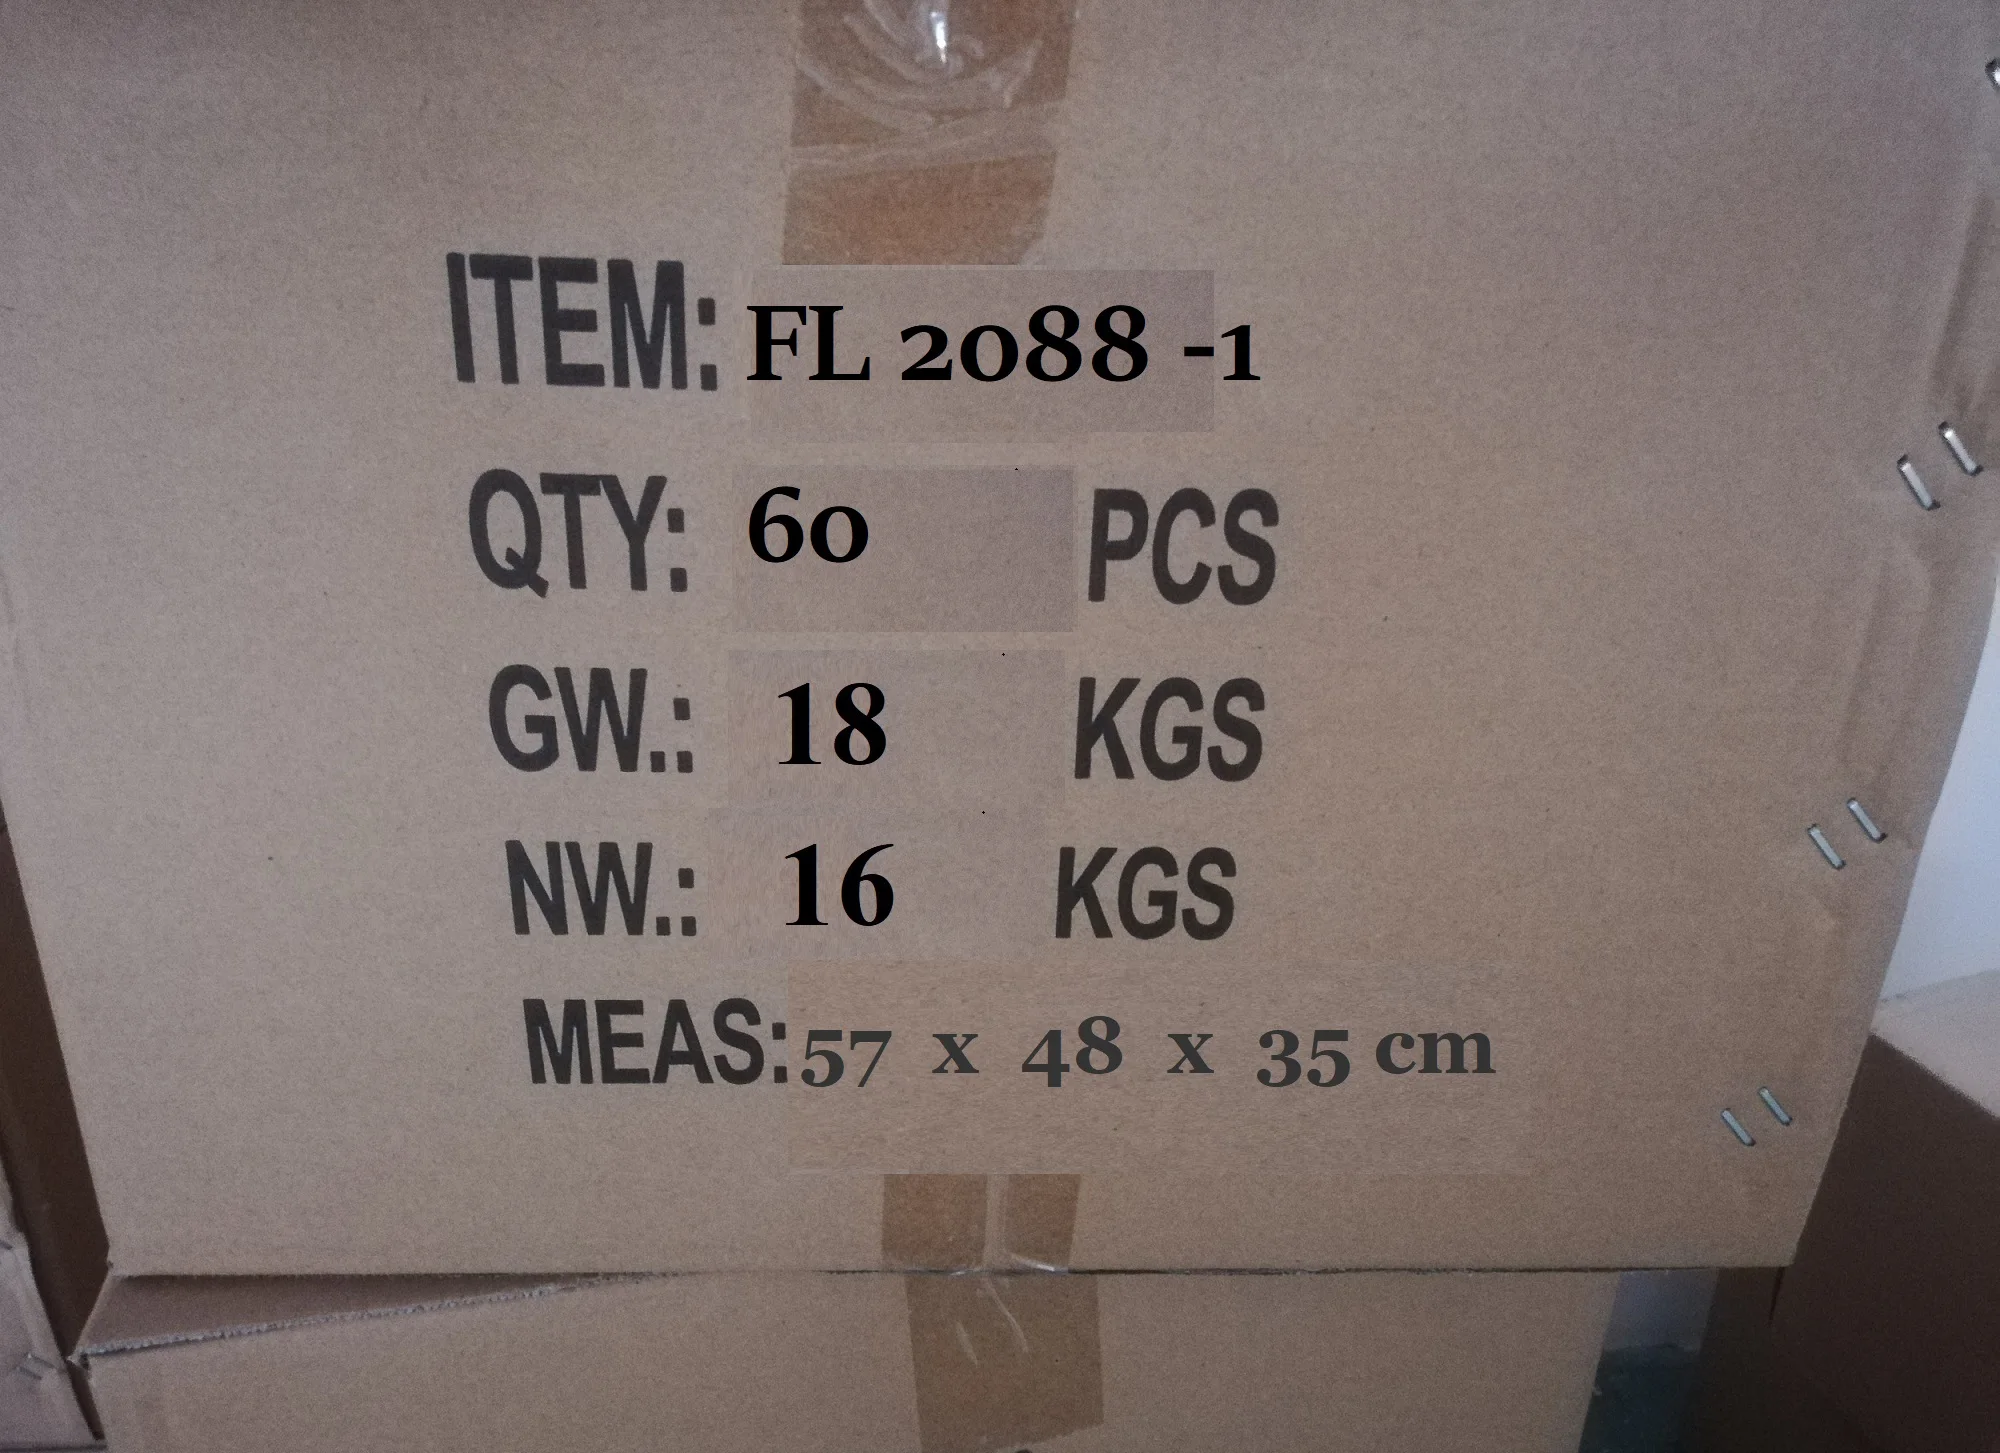 ITEM: FL 2088 -1
QTY: 60 PCS
GW.: 18 KGS
NW.: 16 KGS
MEAS: 57 x 48 x 35 cm